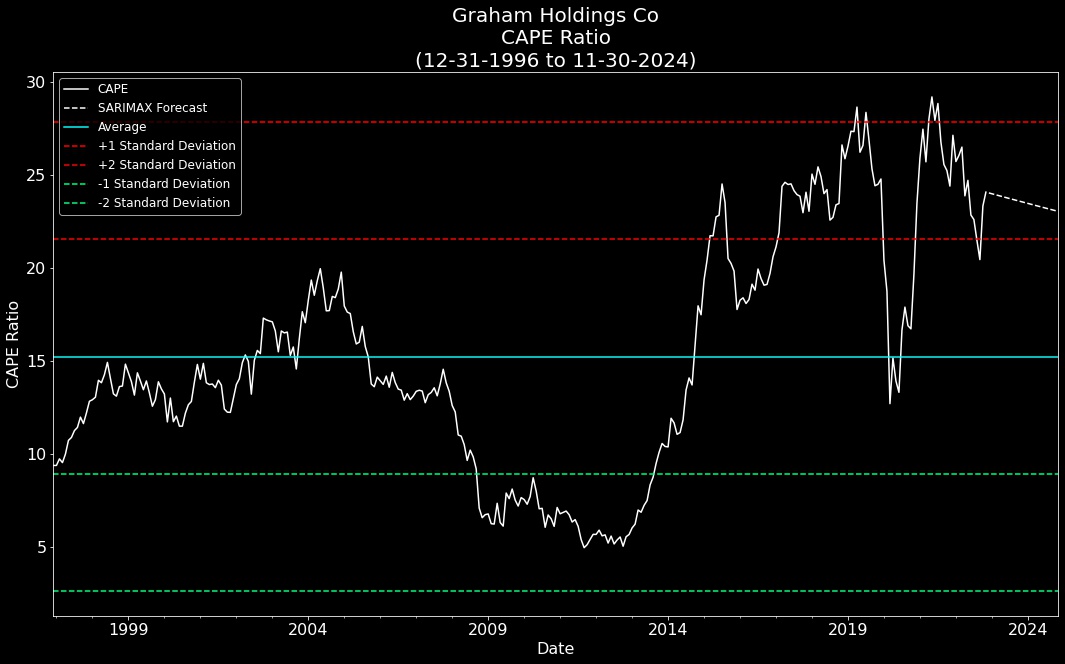 Graham Holdings Co
CAPE Ratio
(12-31-1996 to 11-30-2024)
CAPE
SARIMAX Forecast
Average
+1 Standard Deviation
+2 Standard Deviation
-1 Standard Deviation
-2 Standard Deviation
30
25
20
15
10
5
CAPE Ratio
1999 2004 2009 2014 2019 2024
Date